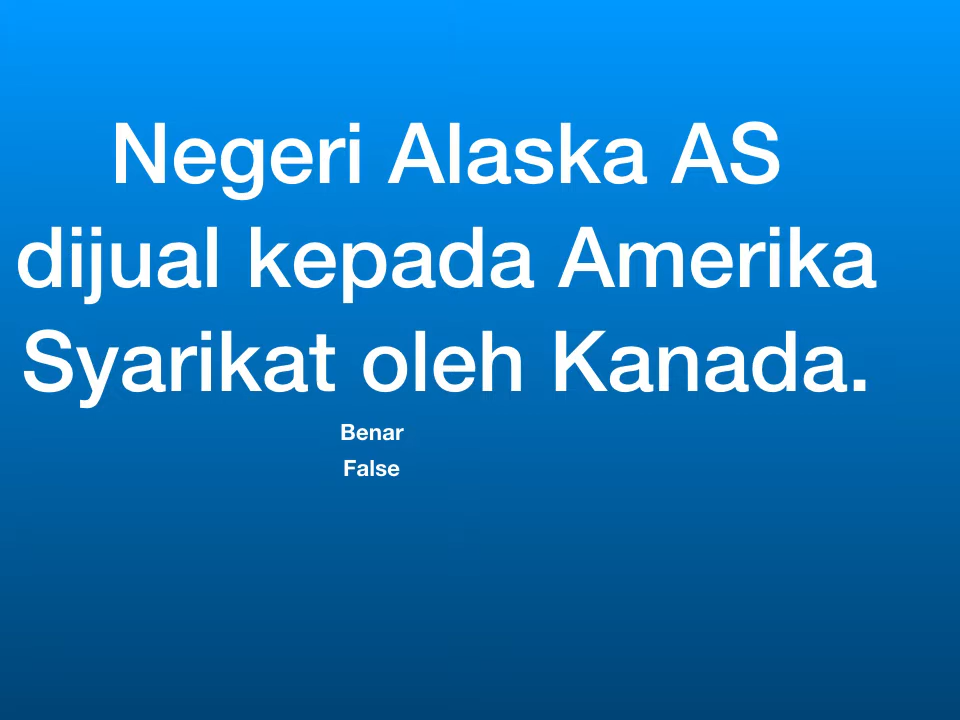 Negeri Alaska AS
dijual kepada Amerika
Syarikat oleh Kanada.
Benar
False